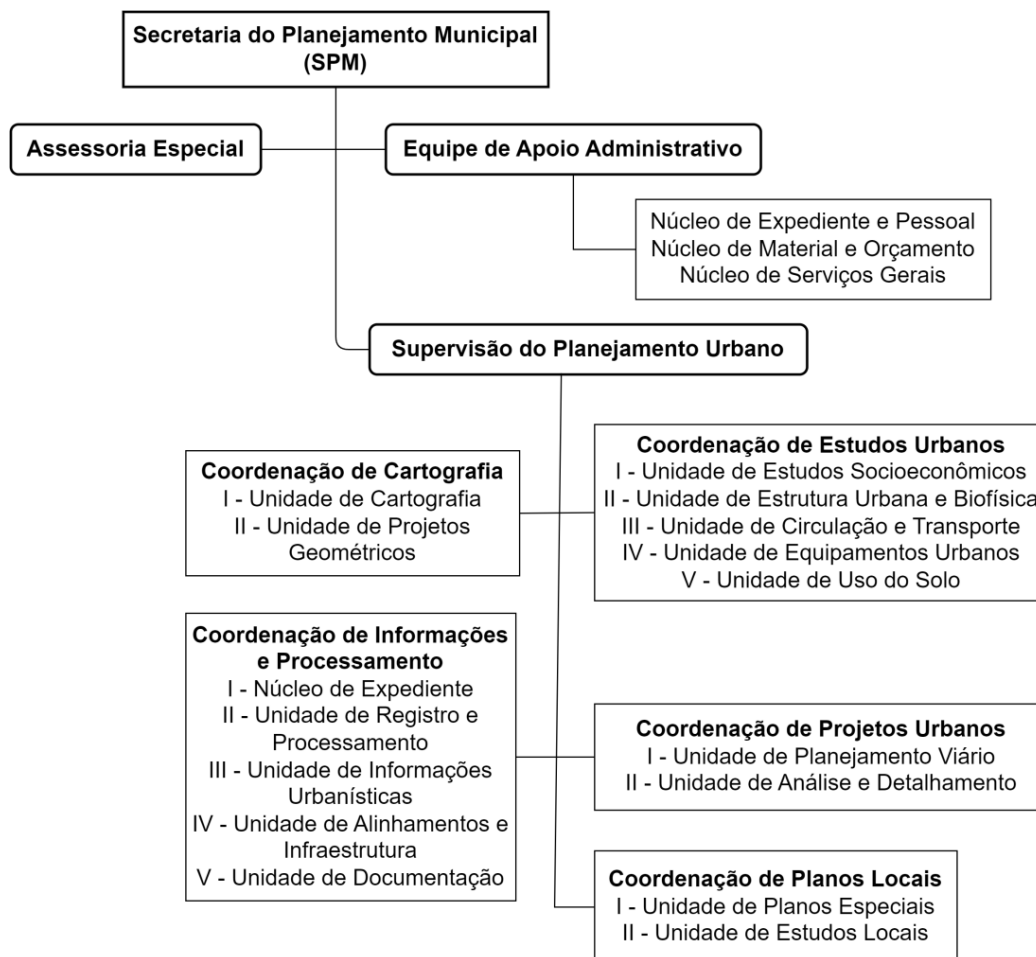 Secretaria do Planejamento Municipal
(SPM)
Assessoria Especial
Equipe de Apoio Administrativo
Núcleo de Expediente e Pessoal
Núcleo de Material e Orçamento
Núcleo de Serviços Gerais
Supervisão do Planejamento Urbano
Coordenação de Cartografia
I - Unidade de Cartografia
II - Unidade de Projetos
Geométricos
Coordenação de Estudos Urbanos
I - Unidade de Estudos Socioeconômicos
II - Unidade de Estrutura Urbana e Biofísica
III - Unidade de Circulação e Transporte
IV - Unidade de Equipamentos Urbanos
V - Unidade de Uso do Solo
Coordenação de Informações
e Processamento
I - Núcleo de Expediente
II - Unidade de Registro e
Processamento
III - Unidade de Informações
Urbanísticas
IV - Unidade de Alinhamentos e
Infraestrutura
V - Unidade de Documentação
Coordenação de Projetos Urbanos
I - Unidade de Planejamento Viário
II - Unidade de Análise e Detalhamento
Coordenação de Planos Locais
I - Unidade de Planos Especiais
II - Unidade de Estudos Locais